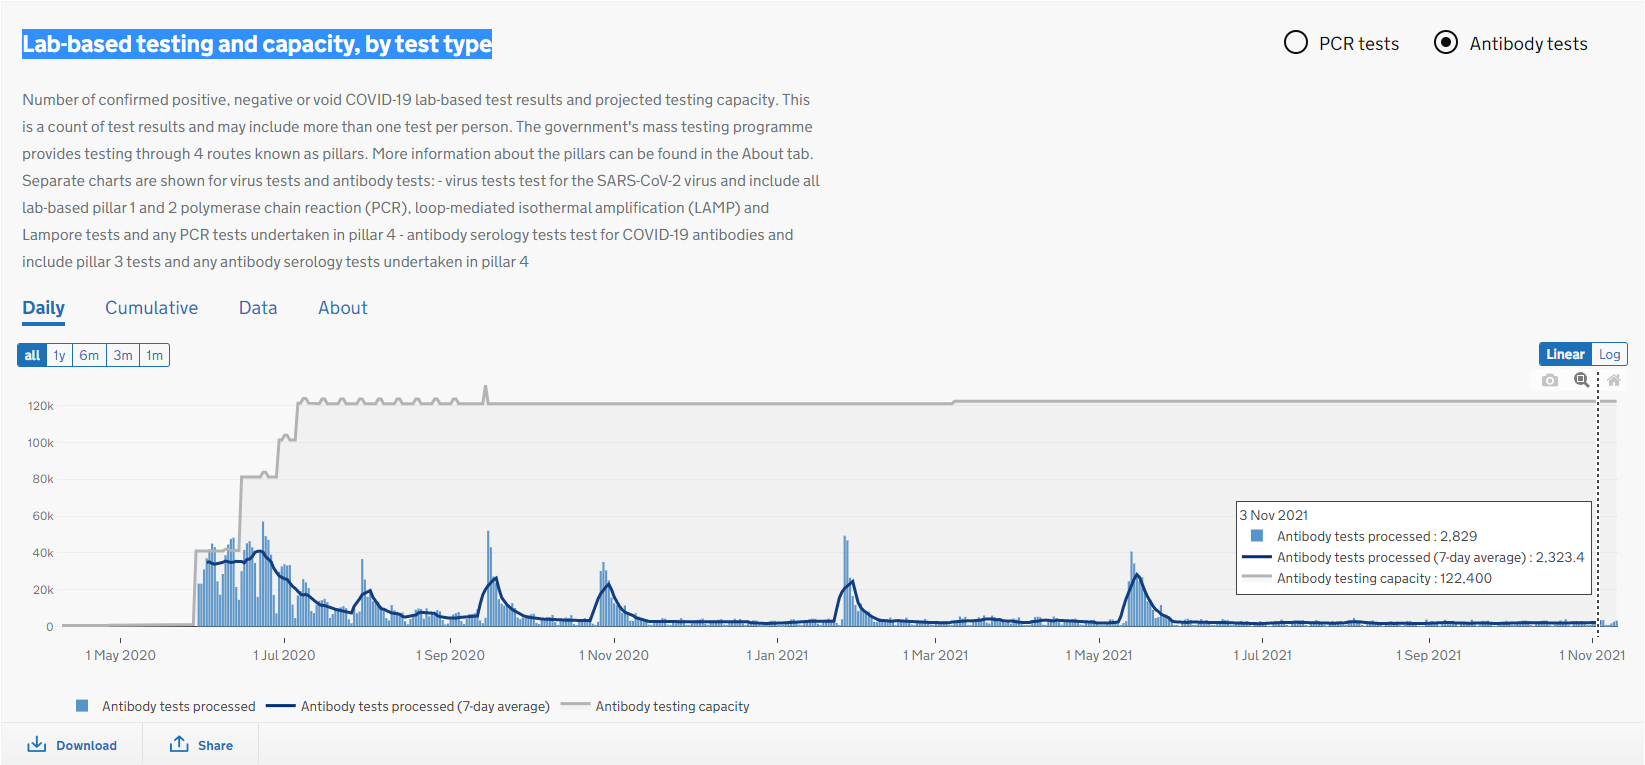 Lab-based testing and capacity, by test type
PCR tests
Antibody tests
Number of confirmed positive, negative or void COVID-19 lab-based test results and projected testing capacity. This
is a count of test results and may include more than one test per person. The government's mass testing programme
provides testing through 4 routes known as pillars. More information about the pillars can be found in the About tab.
Separate charts are shown for virus tests and antibody tests: - virus tests test for the SARS-CoV-2 virus and include all
lab-based pillar 1 and 2 polymerase chain reaction (PCR), loop-mediated isothermal amplification (LAMP) and
Lampore tests and any PCR tests undertaken in pillar 4 - antibody serology tests test for COVID-19 antibodies and
include pillar 3 tests and any antibody serology tests undertaken in pillar 4
Daily Cumulative Data About
all 1y 6m 3m 1m
Linear Log
120k
100k
80k
60k
40k
20k
0
3 Nov 2021
Antibody tests processed : 2,829
Antibody tests processed (7-day average) : 2,323.4
Antibody testing capacity : 122,400
1 May 2020 1 Jul 2020 1 Sep 2020 1 Nov 2020 1 Jan 2021 1 Mar 2021 1 May 2021 1 Jul 2021 1 Sep 2021 1 Nov 2021
Antibody tests processed Antibody tests processed (7-day average) Antibody testing capacity
Download Share